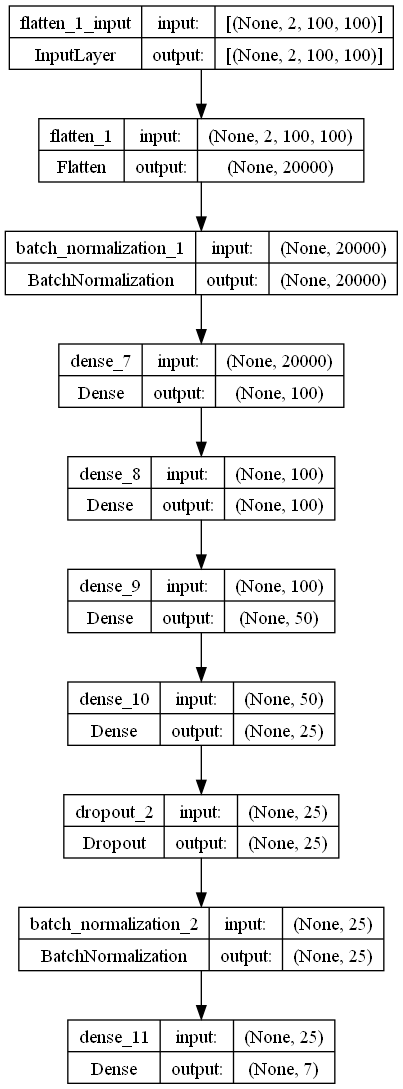 flatten_1_input input: [(None, 2, 100, 100)]
InputLayer output: [(None, 2, 100, 100)]
flatten_1 input: (None, 2, 100, 100)
Flatten output: (None, 20000)
batch_normalization_1 input: (None, 20000)
BatchNormalization output: (None, 20000)
dense_7 input: (None, 20000)
Dense output: (None, 100)
dense_8 input: (None, 100)
Dense output: (None, 100)
dense_9 input: (None, 100)
Dense output: (None, 50)
dense_10 input: (None, 50)
Dense output: (None, 25)
dropout_2 input: (None, 25)
Dropout output: (None, 25)
batch_normalization_2 input: (None, 25)
BatchNormalization output: (None, 25)
dense_11 input: (None, 25)
Dense output: (None, 7)